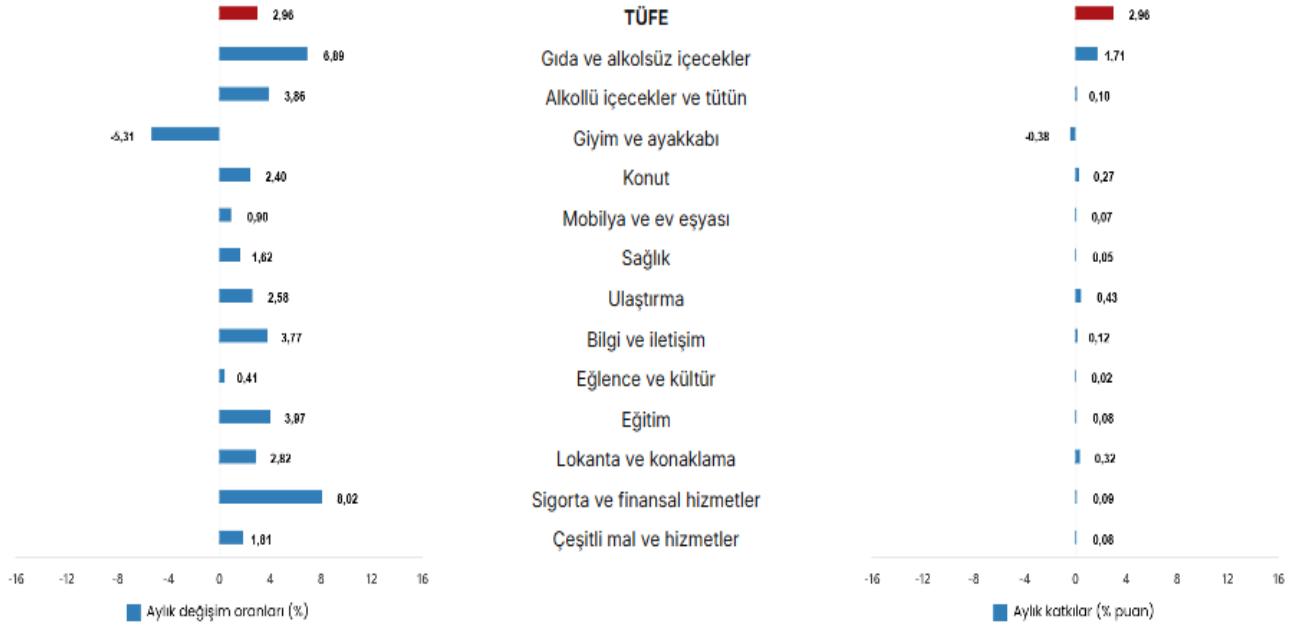 2,96 TÜFE 2,96
6,89 Gıda ve alkolsüz içecekler 1,71
3,86 Alkollü içecekler ve tütün 0,10
-5,31 Giyim ve ayakkabı -0,38
2,40 Konut 0,27
0,90 Mobilya ve ev eşyası 0,07
1,62 Sağlık 0,05
2,58 Ulaştırma 0,43
3,77 Bilgi ve iletişim 0,12
0,41 Eğlence ve kültür 0,02
3,97 Eğitim 0,08
2,82 Lokanta ve konaklama 0,32
8,02 Sigorta ve finansal hizmetler 0,09
1,81 Çeşitli mal ve hizmetler 0,08
-16 -12 -8 -4 0 4 8 12 16 -16 -12 -8 -4 0 4 8 12 16
Aylık değişim oranları (%) Aylık katkılar (% puan)